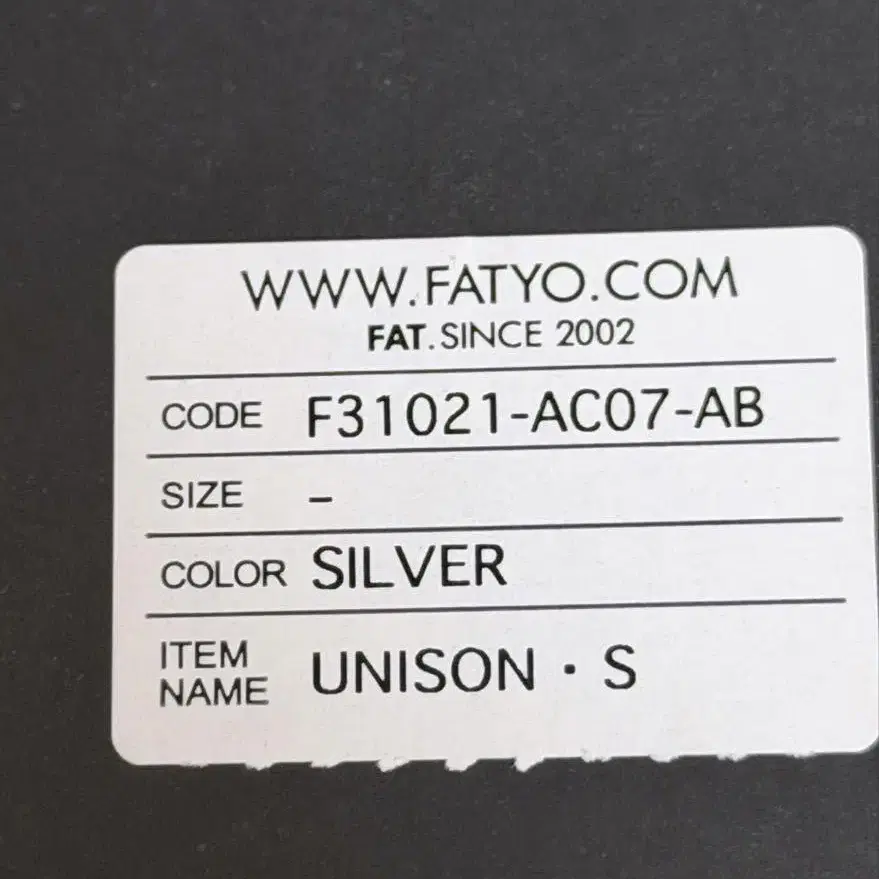 WWW.FATYO.COM
FAT.SINCE 2002
CODE F31021-AC07-AB
SIZE –
COLOR SILVER
ITEM NAME UNISON・S